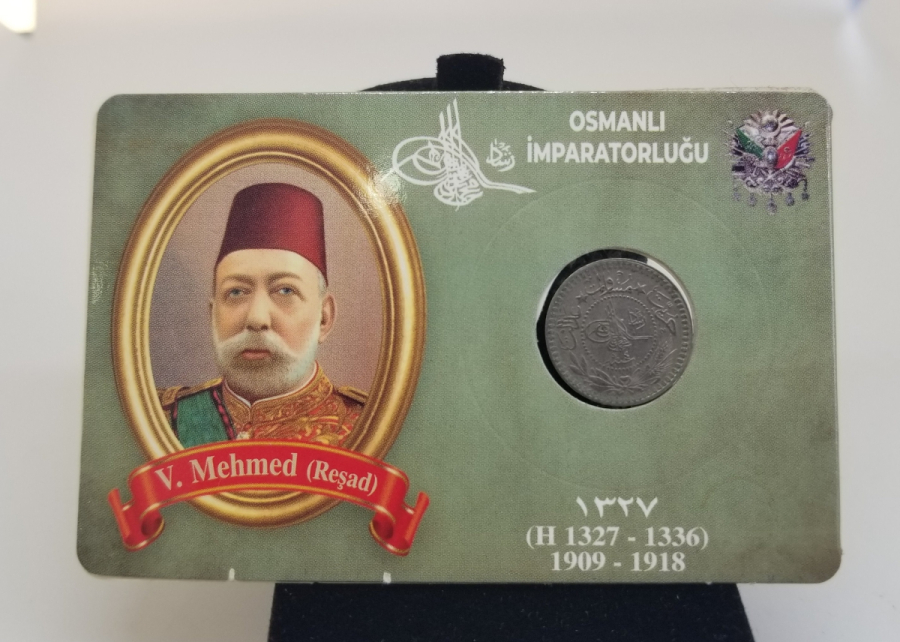 OSMANLI
İMPARATORLUĞU
V. Mehmed (Reşad)
١٣٢٧
(H 1327 - 1336)
1909 - 1918